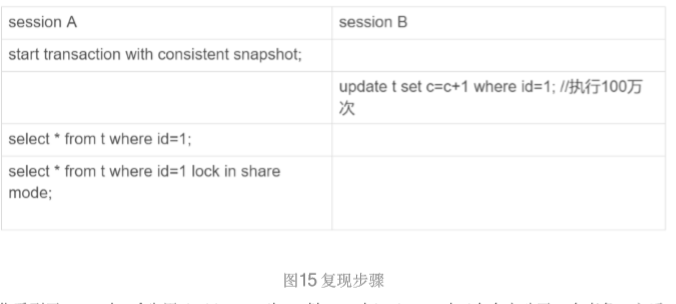 session A
session B
start transaction with consistent snapshot;
update t set c=c+1 where id=1; //执行100万
次
select * from t where id=1;
select * from t where id=1 lock in share
mode;
图15 复现步骤